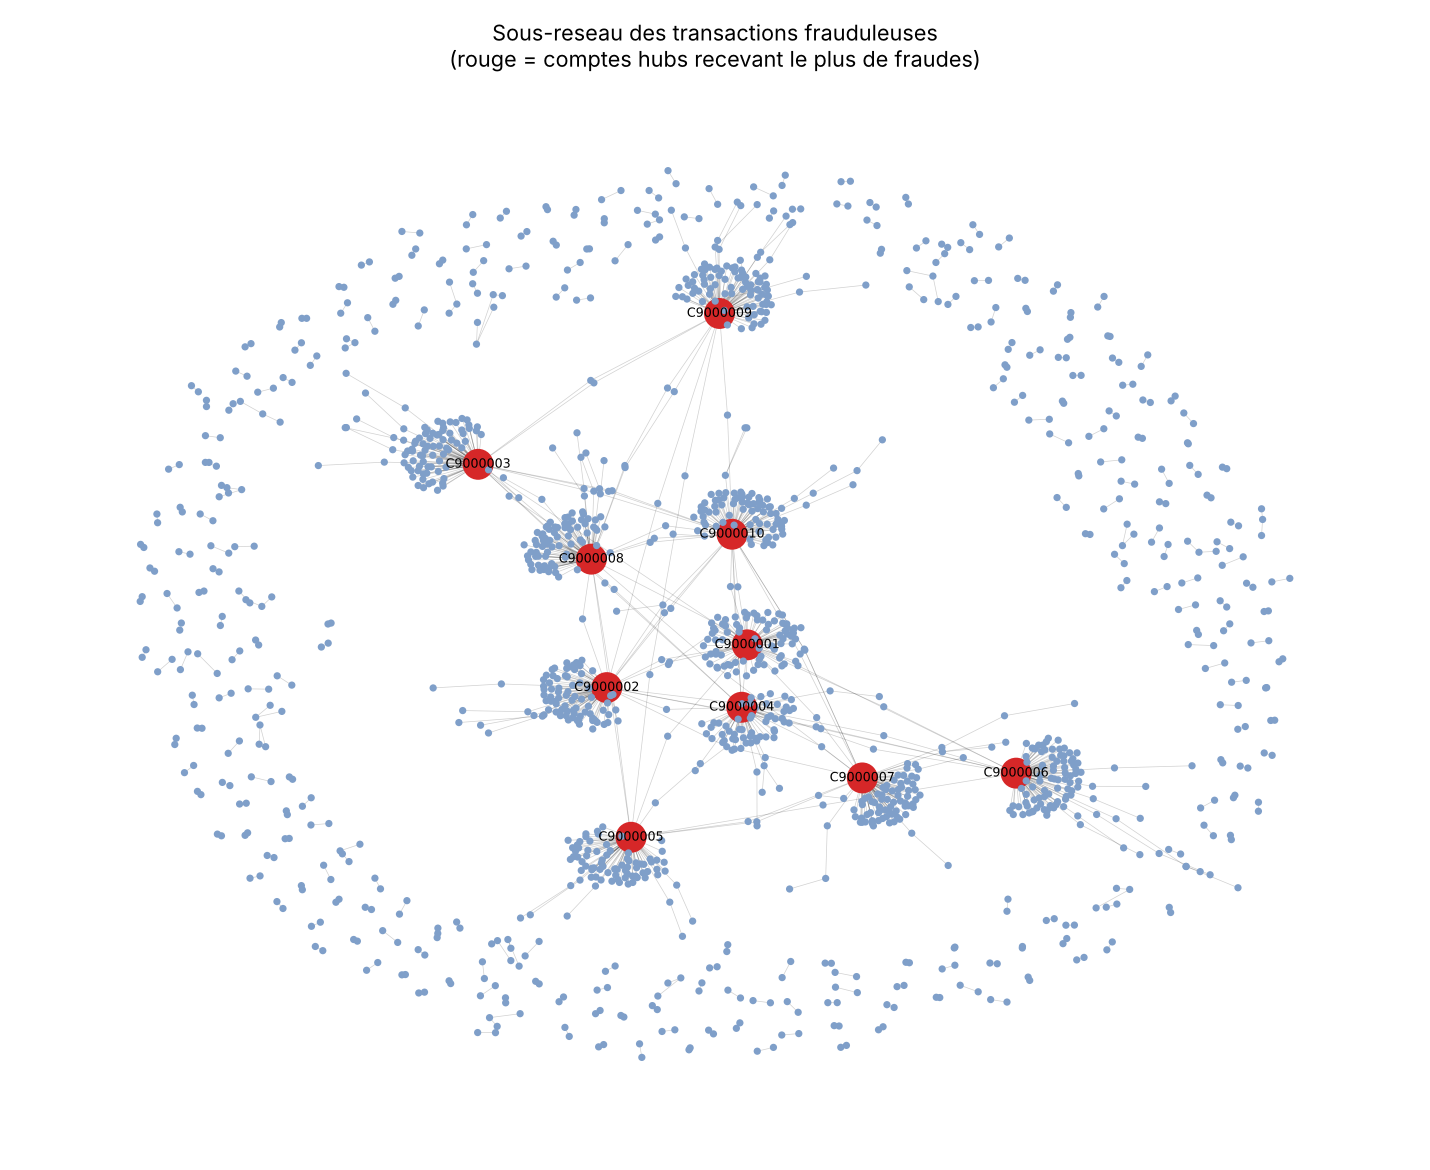 Sous-reseau des transactions frauduleuses
(rouge = comptes hubs recevant le plus de fraudes)
C9000009
C9000003
C9000010
C9000008
C9000001
C9000002
C9000004
C9000006
C9000007
C9000005